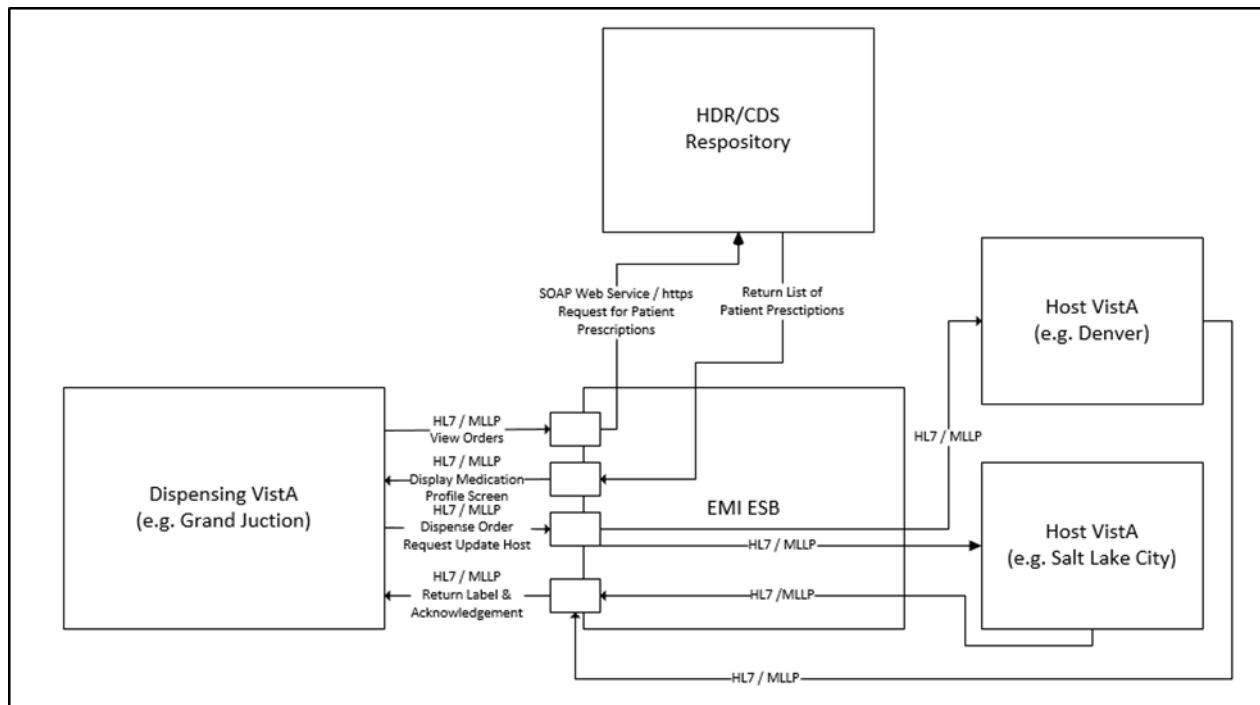 HDR/CDS
Respository
SOAP Web Service / https
Request for Patient
Prescriptions
Return List of
Patient Presctiptions
Host VistA
(e.g. Denver)
HL7 / MLLP
View Orders
HL7 / MLLP
Display Medication
Profile Screen
HL7 / MLLP
Dispense Order
Request Update Host
HL7 / MLLP
Return Label &
Acknowledgement
Dispensing VistA
(e.g. Grand Juction)
EMI ESB
HL7 / MLLP
HL7 / MLLP
HL7 /MLLP
Host VistA
(e.g. Salt Lake City)
HL7 / MLLP